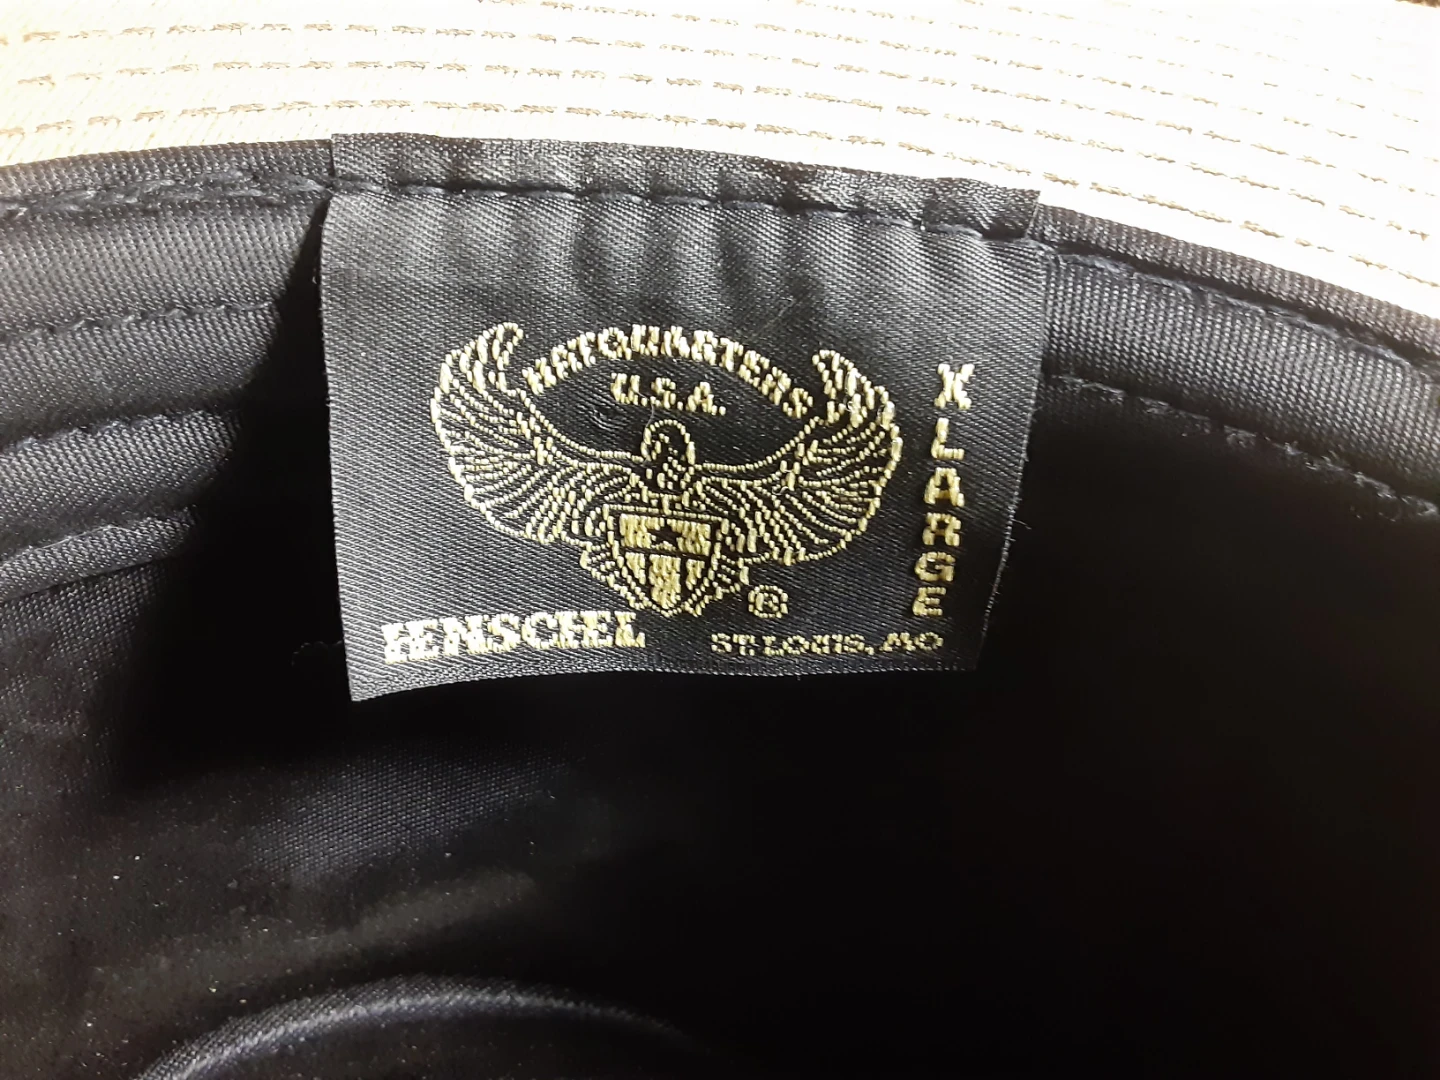 HATQUARTERS
U.S.A.
X LARGE
®
HENSCHEL
ST. LOUIS, MO